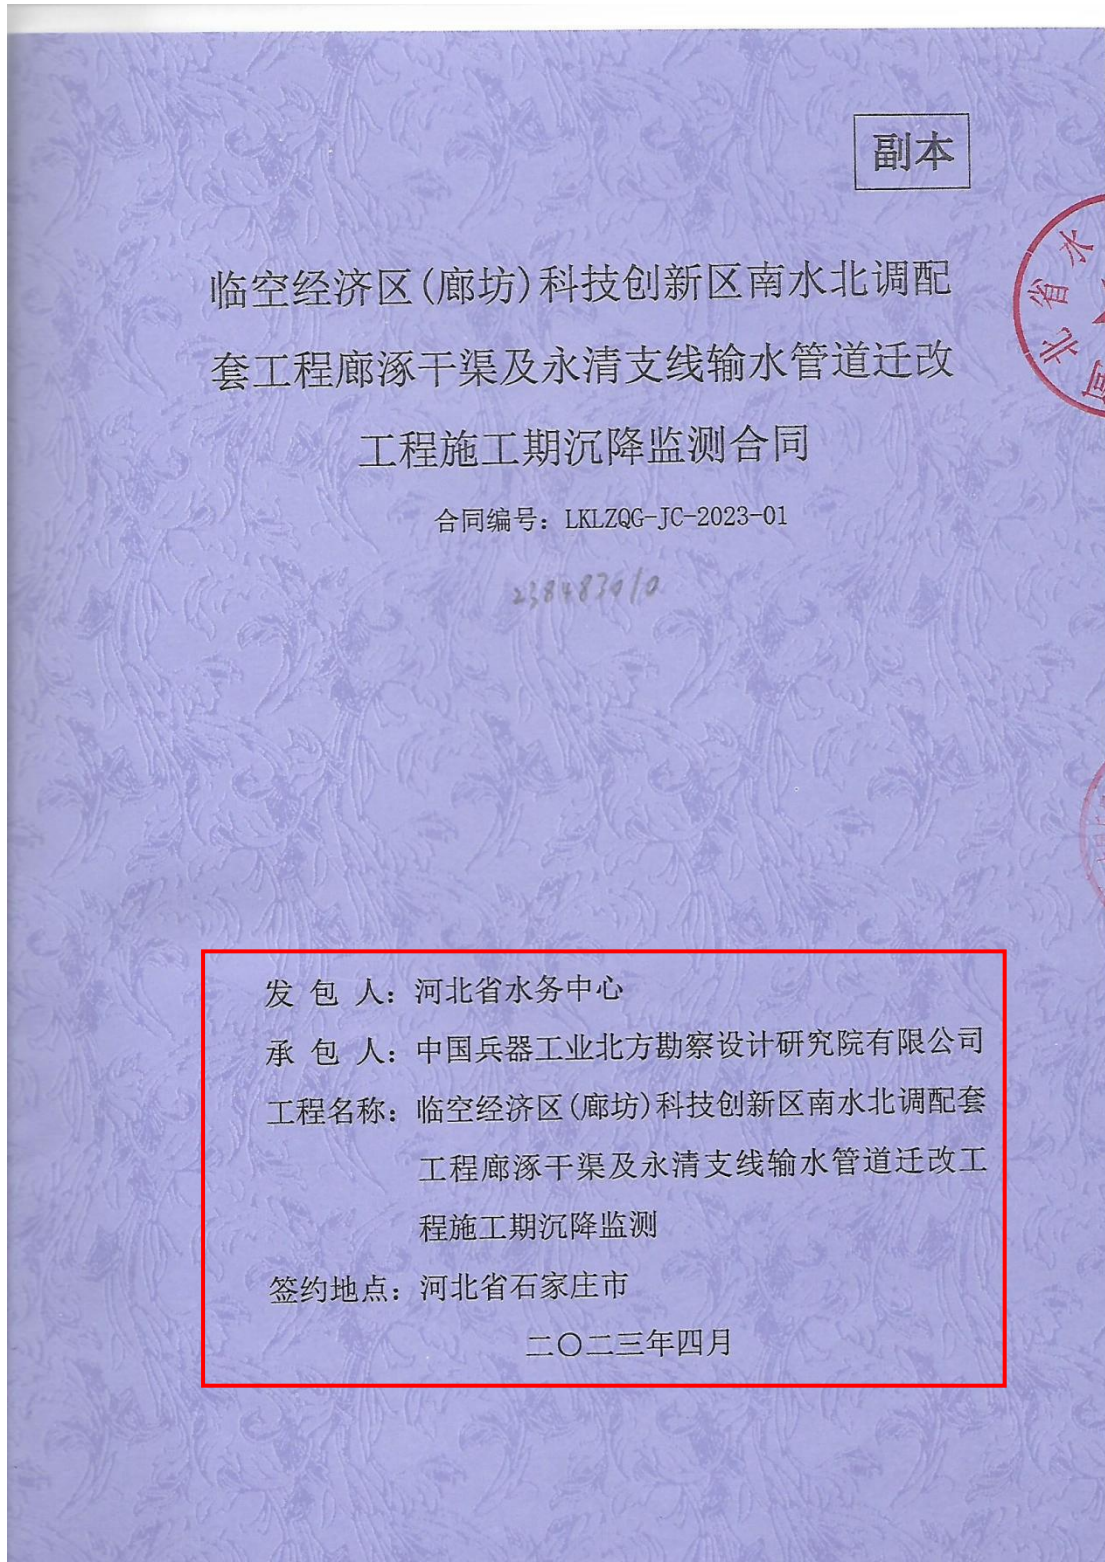 副本
河北省水
临空经济区(廊坊)科技创新区南水北调配
套工程廊涿干渠及永清支线输水管道迁改
工程施工期沉降监测合同
合同编号：LKLZQG-JC-2023-01
238483010
发包人：河北省水务中心
承包人：中国兵器工业北方勘察设计研究院有限公司
工程名称：临空经济区(廊坊)科技创新区南水北调配套
工程廊涿干渠及永清支线输水管道迁改工
程施工期沉降监测
签约地点：河北省石家庄市
二〇二三年四月